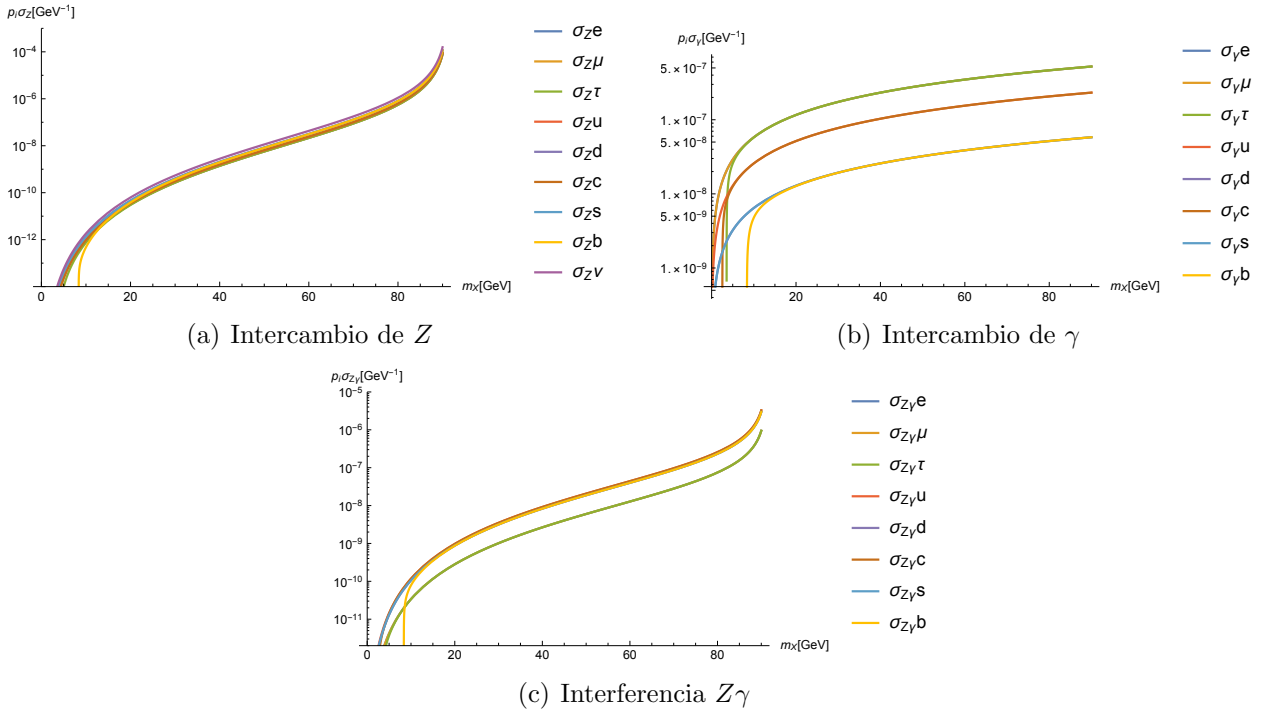 p_iσ_Z[GeV⁻¹]
10⁻⁴
10⁻⁶
10⁻⁸
10⁻¹⁰
10⁻¹²
0 20 40 60 80
m_X[GeV]
σ_Z e
σ_Z μ
σ_Z τ
σ_Z u
σ_Z d
σ_Z c
σ_Z s
σ_Z b
σ_Z ν
(a) Intercambio de Z
p_iσ_γ[GeV⁻¹]
5. × 10⁻⁷
1. × 10⁻⁷
5. × 10⁻⁸
1. × 10⁻⁸
5. × 10⁻⁹
1. × 10⁻⁹
20 40 60 80
m_X[GeV]
σ_γ e
σ_γ μ
σ_γ τ
σ_γ u
σ_γ d
σ_γ c
σ_γ s
σ_γ b
(b) Intercambio de γ
p_iσ_Zγ[GeV⁻¹]
10⁻⁵
10⁻⁶
10⁻⁷
10⁻⁸
10⁻⁹
10⁻¹⁰
10⁻¹¹
0 20 40 60 80
m_X[GeV]
σ_Zγ e
σ_Zγ μ
σ_Zγ τ
σ_Zγ u
σ_Zγ d
σ_Zγ c
σ_Zγ s
σ_Zγ b
(c) Interferencia Zγ